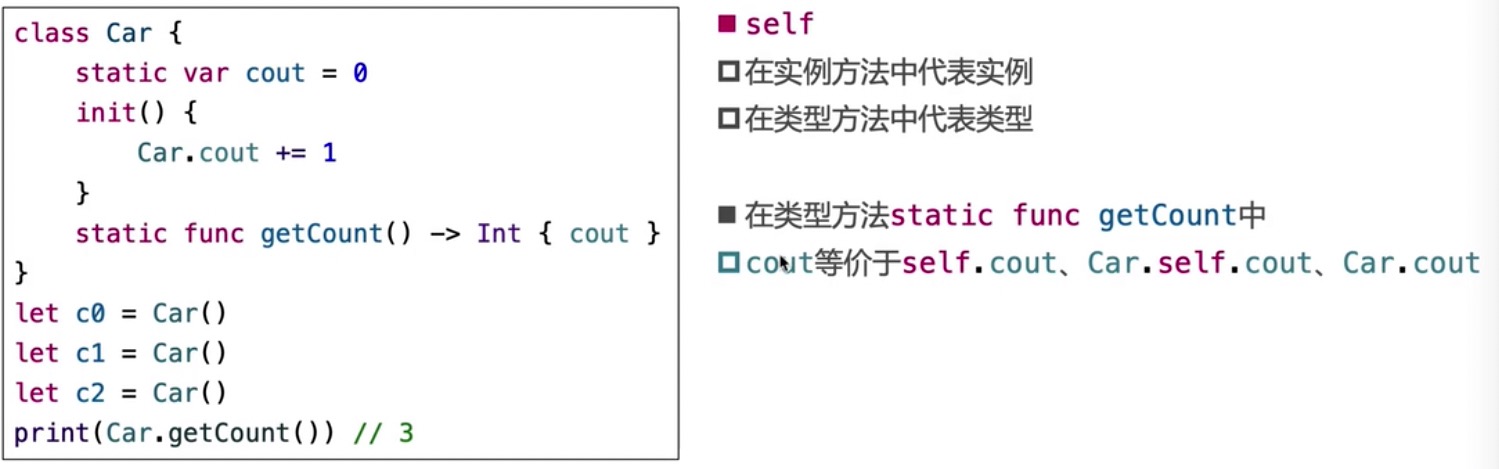 class Car {
    static var cout = 0
    init() {
        Car.cout += 1
    }
    static func getCount() -> Int { cout }
}
let c0 = Car()
let c1 = Car()
let c2 = Car()
print(Car.getCount()) // 3
self
在实例方法中代表实例
在类型方法中代表类型
在类型方法static func getCount中
cout等价于self.cout、Car.self.cout、Car.cout